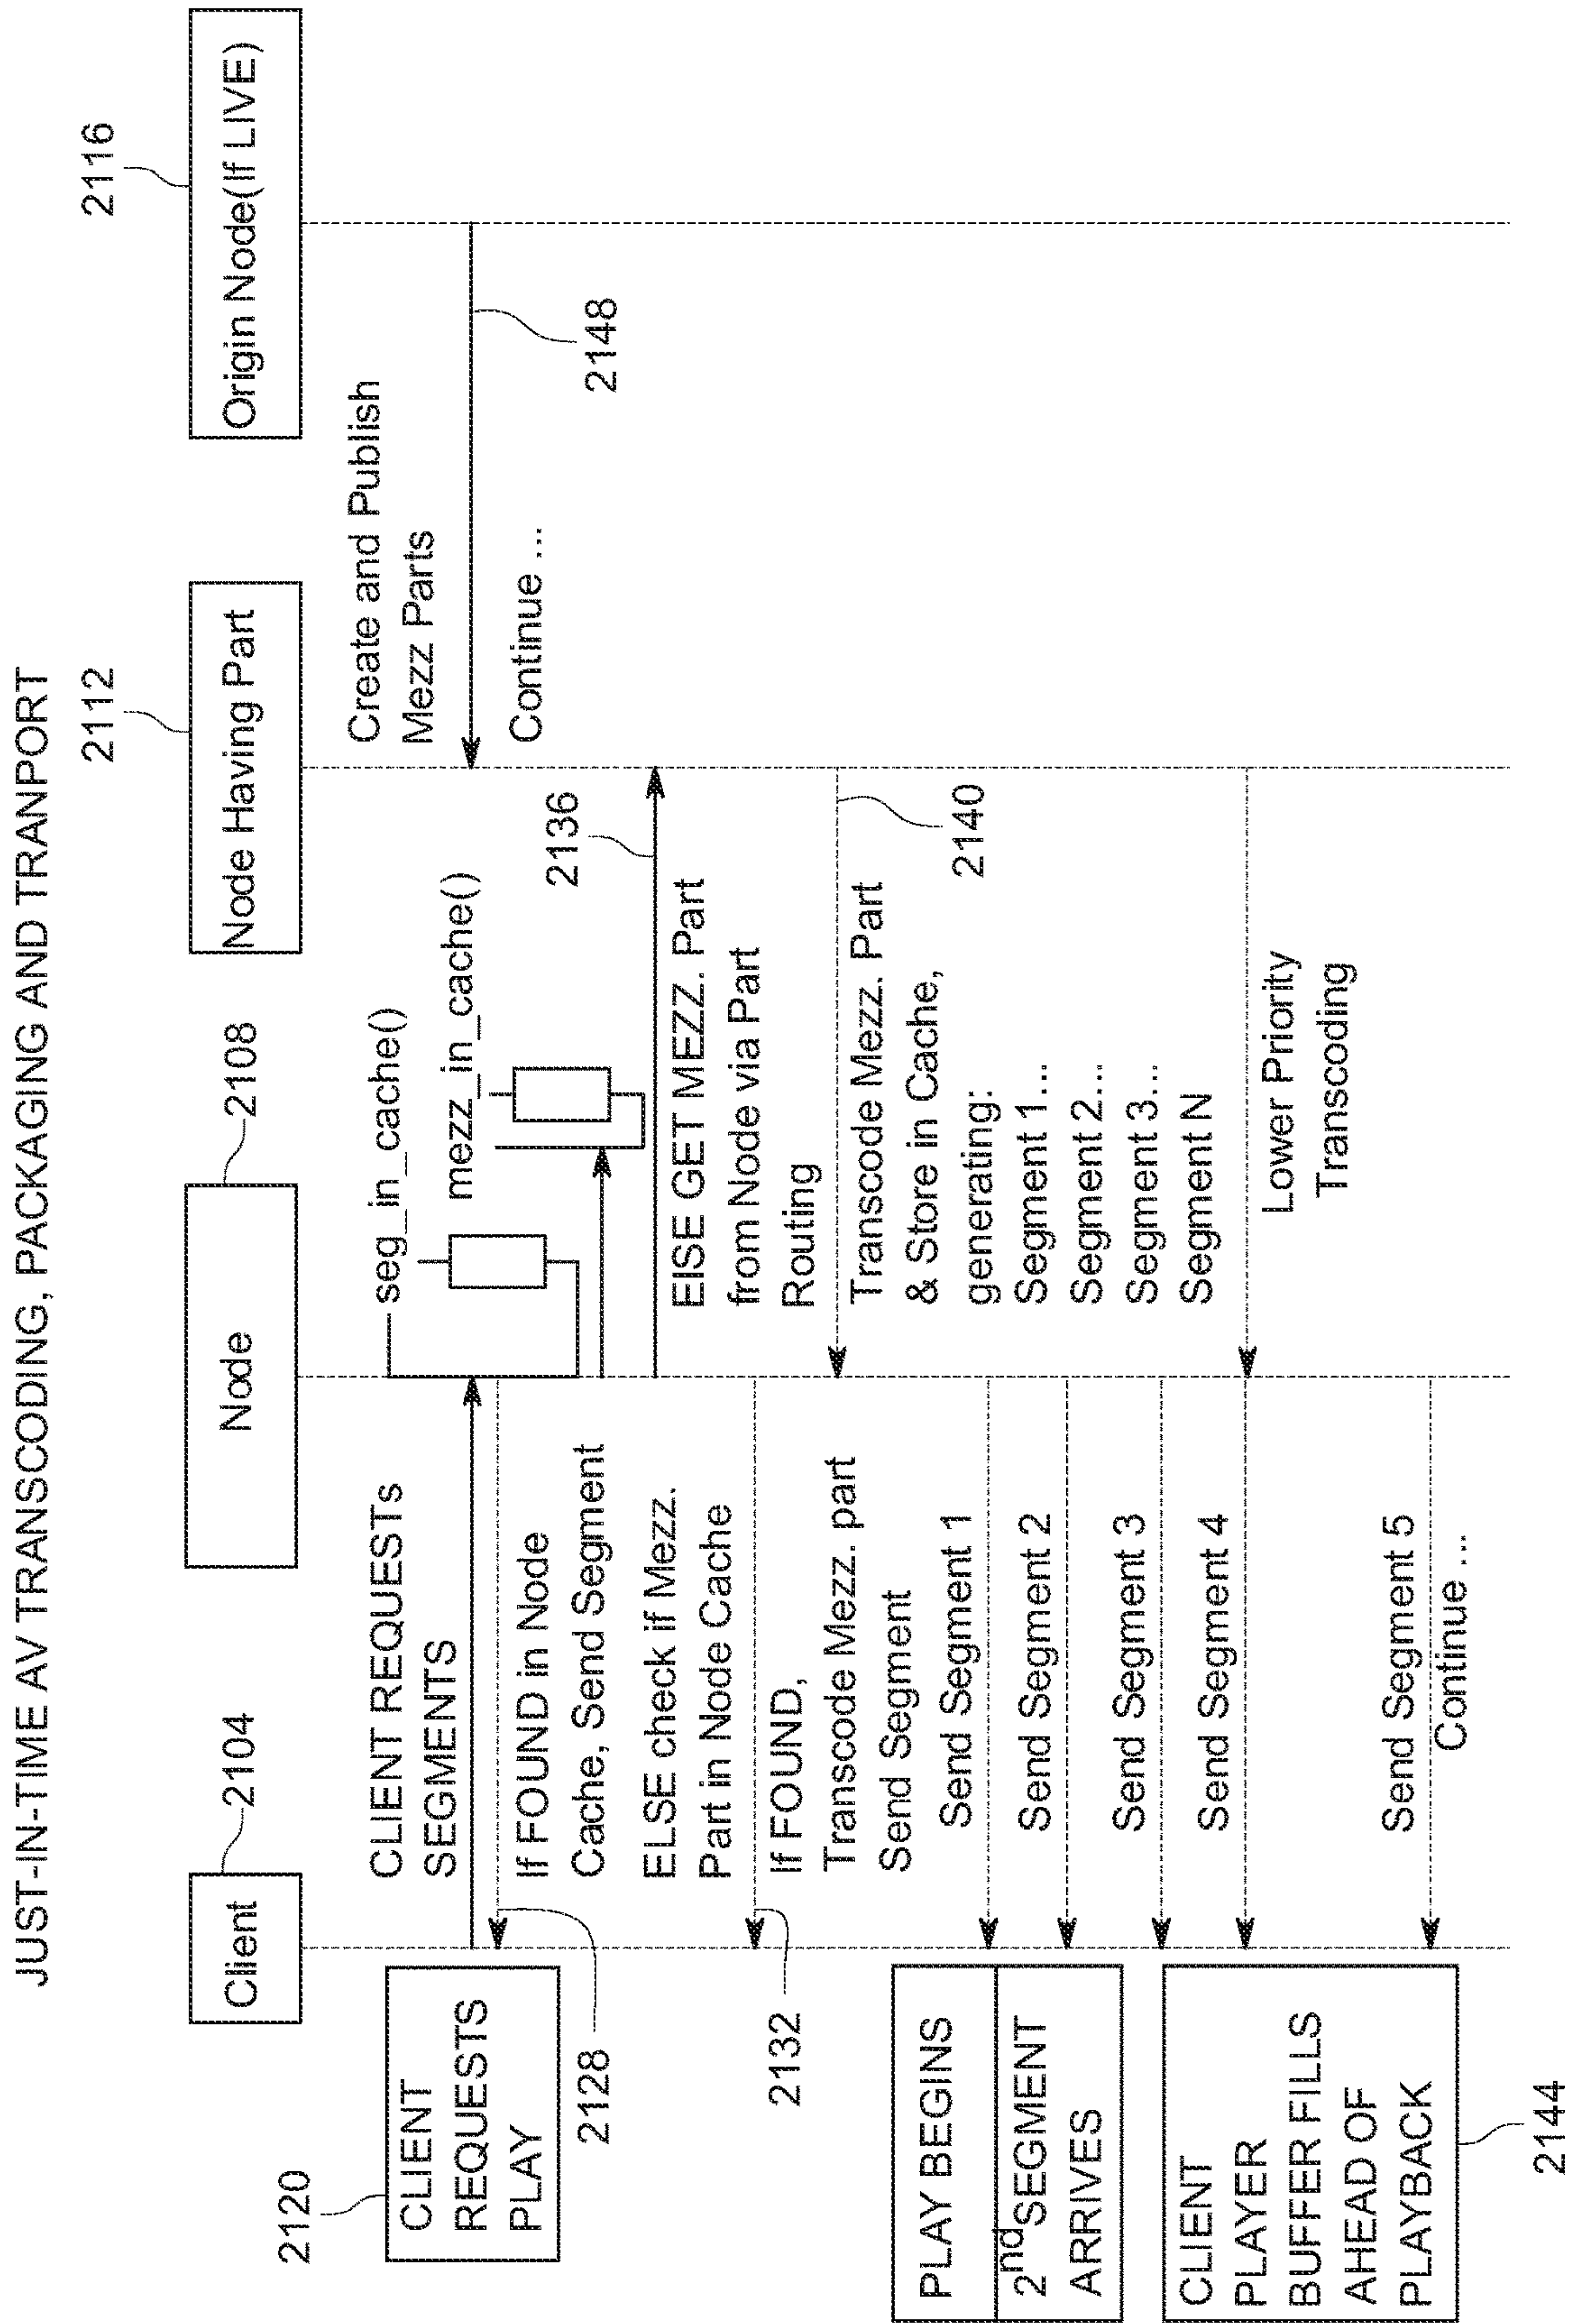 JUST-IN-TIME AV TRANSCODING, PACKAGING AND TRANPORT
2104
2108
2112
2116
Client
Node
Node Having Part
Origin Node(If LIVE)
2120
CLIENT
REQUESTS
PLAY
CLIENT REQUESTs
SEGMENTS
seg_in_cache()
mezz_in_cache()
Create and Publish
Mezz Parts
2148
Continue ...
2128
If FOUND in Node
Cache, Send Segment
2136
ELSE check if Mezz.
Part in Node Cache
EISE GET MEZZ. Part
from Node via Part
Routing
2132
If FOUND,
Transcode Mezz. part
Send Segment
2140
Transcode Mezz. Part
& Store in Cache,
generating:
Segment 1...
Segment 2...
Segment 3...
Segment N
PLAY BEGINS
Send Segment 1
2nd SEGMENT
ARRIVES
Send Segment 2
Send Segment 3
Send Segment 4
Lower Priority
Transcoding
CLIENT
PLAYER
BUFFER FILLS
AHEAD OF
PLAYBACK
2144
Send Segment 5
Continue ...